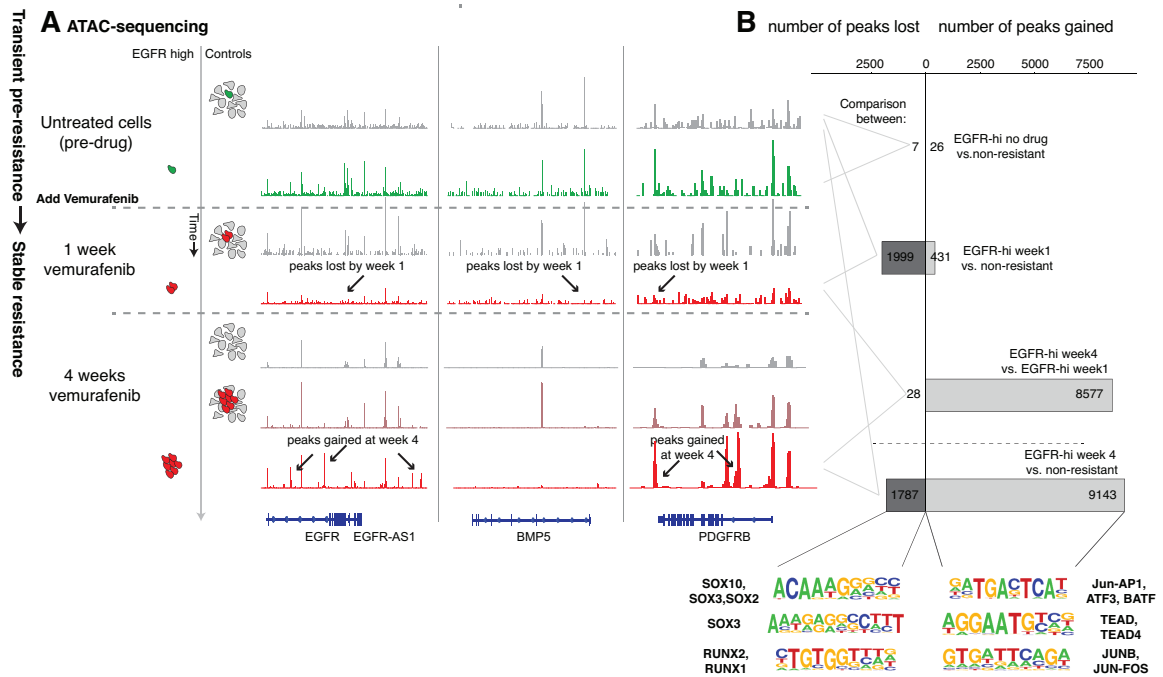 Transient pre-resistance → Stable resistance
A ATAC-sequencing
EGFR high
Controls
Untreated cells
(pre-drug)
Add Vemurafenib
Time
1 week
vemurafenib
peaks lost by week 1
peaks lost by week 1
peaks lost by week 1
4 weeks
vemurafenib
peaks gained at week 4
peaks gained
at week 4
EGFR
EGFR-AS1
BMP5
PDGFRB
B
number of peaks lost
number of peaks gained
2500
0
2500
5000
7500
Comparison
between:
7
26
EGFR-hi no drug
vs.non-resistant
1999
431
EGFR-hi week1
vs. non-resistant
EGFR-hi week4
vs. EGFR-hi week1
28
8577
EGFR-hi week 4
vs. non-resistant
1787
9143
SOX10,
SOX3,SOX2
ACAAAGGGCC
GATGACTCAT
Jun-AP1,
ATF3, BATF
SOX3
AAAGAGGCCTTT
AGGAATGTCG
TEAD,
TEAD4
RUNX2,
RUNX1
CTGTGGTTTG
GTGATTCAGA
JUNB,
JUN-FOS